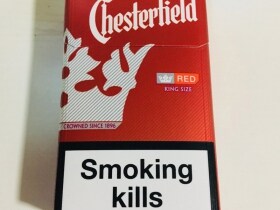 Chesterfield
RED
KING SIZE
CROWNED SINCE 1896
Smoking
kills